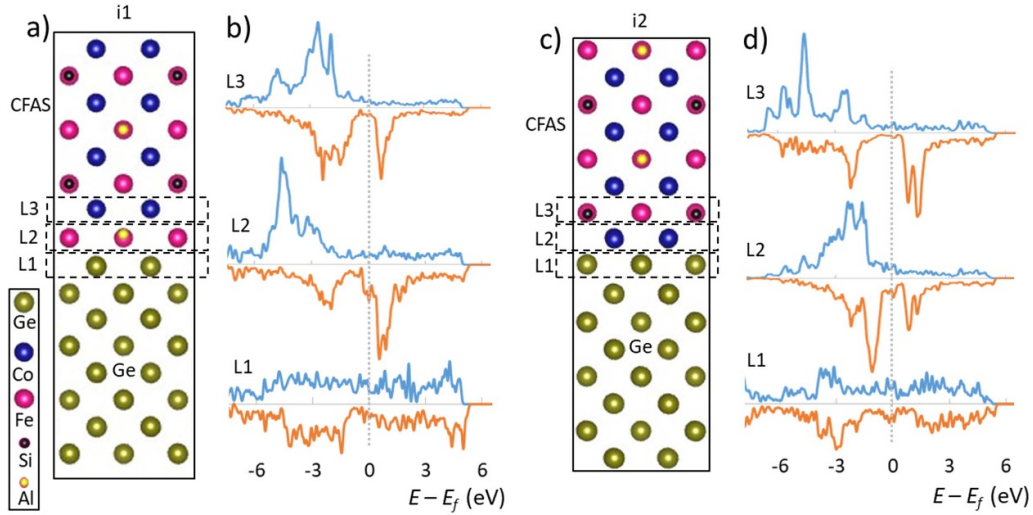 a)
i1
CFAS
L3
L2
L1
Ge
Ge
Co
Fe
Si
Al
b)
L3
L2
L1
-6 -3 0 3 6
E − E_f (eV)
c)
i2
CFAS
L3
L2
L1
Ge
d)
L3
L2
L1
-6 -3 0 3 6
E − E_f (eV)